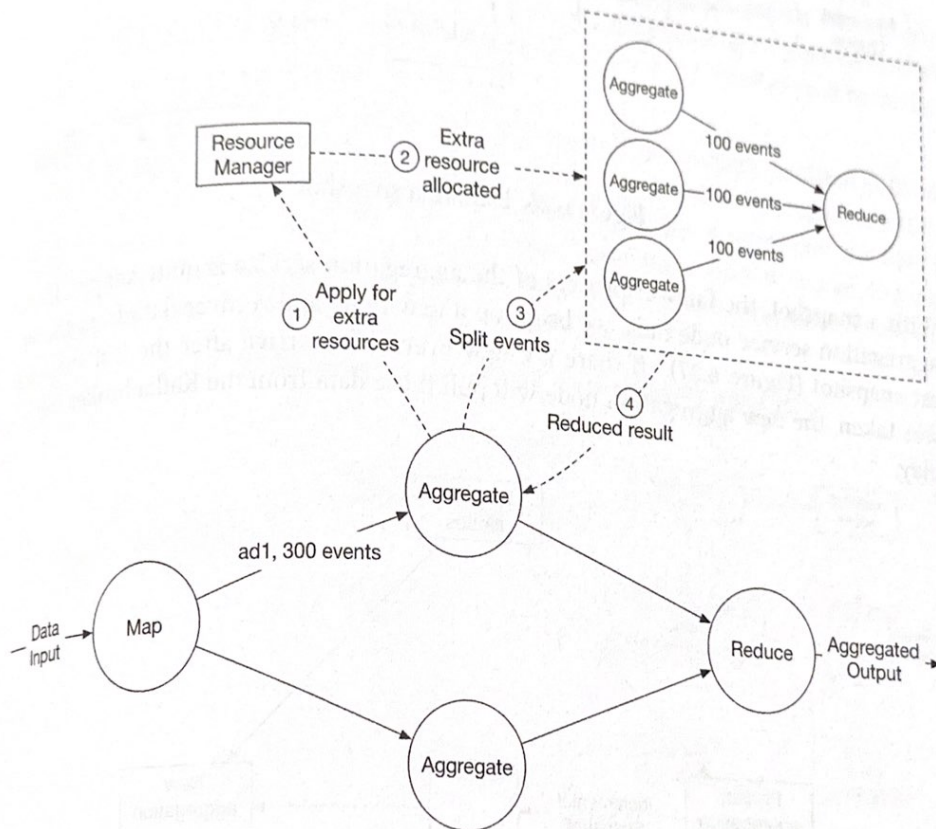 Aggregate
100 events
Resource
Manager
2
Extra
resource
allocated
Aggregate
100 events
Reduce
100 events
Aggregate
1
Apply for
extra
resources
3
Split events
4
Reduced result
Aggregate
ad1, 300 events
Data
Input
Map
Reduce
Aggregated
Output
Aggregate